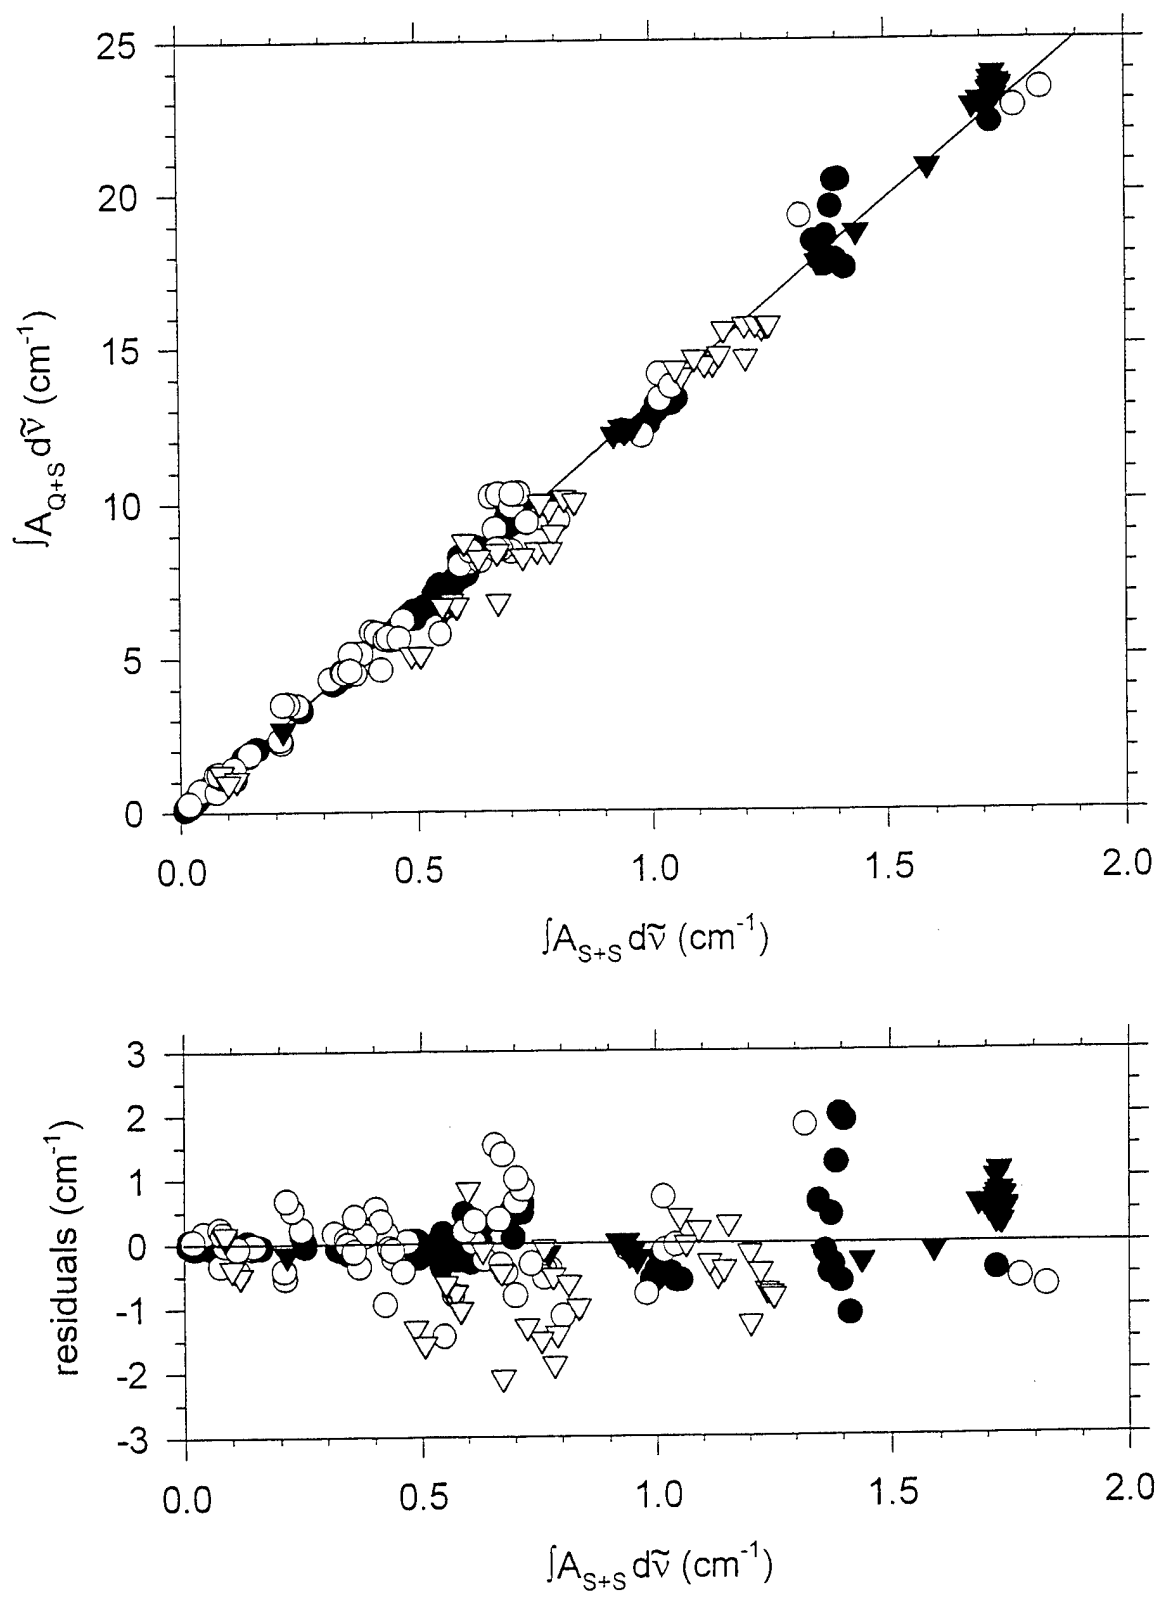 25
20
15
10
5
0
∫A_{Q+S} dν̃ (cm⁻¹)
0.0 0.5 1.0 1.5 2.0
∫A_{S+S} dν̃ (cm⁻¹)
3
2
1
0
-1
-2
-3
residuals (cm⁻¹)
0.0 0.5 1.0 1.5 2.0
∫A_{S+S} dν̃ (cm⁻¹)